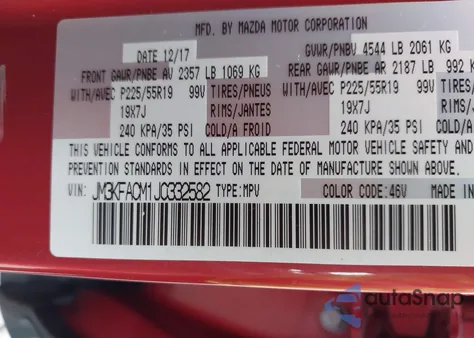 MFD. BY MAZDA MOTOR CORPORATION
DATE 12/17 GVWR/PNBV 4544 LB 2061 KG
FRONT GAWR/PNBE AV 2357 LB 1069 KG REAR GAWR/PNBE AR 2187 LB 992 KG
WITH/AVEC P225/55R19 99V TIRES/PNEUS WITH/AVEC P225/55R19 99V TIRES/PN
19X7J RIMS/JANTES 19X7J RIMS/JAN
240 KPA/35 PSI COLD/A FROID 240 KPA/35 PSI COLD/A
THIS VEHICLE CONFORMS TO ALL APPLICABLE FEDERAL MOTOR VEHICLE SAFETY
PREVENTION STANDARDS IN EFFECT ON THE DATE OF MANUFACTURE SHOWN ABOVE.
VIN: JM3KFACM1J0332582 TYPE:MPV COLOR CODE:46V MADE IN
autoSnap